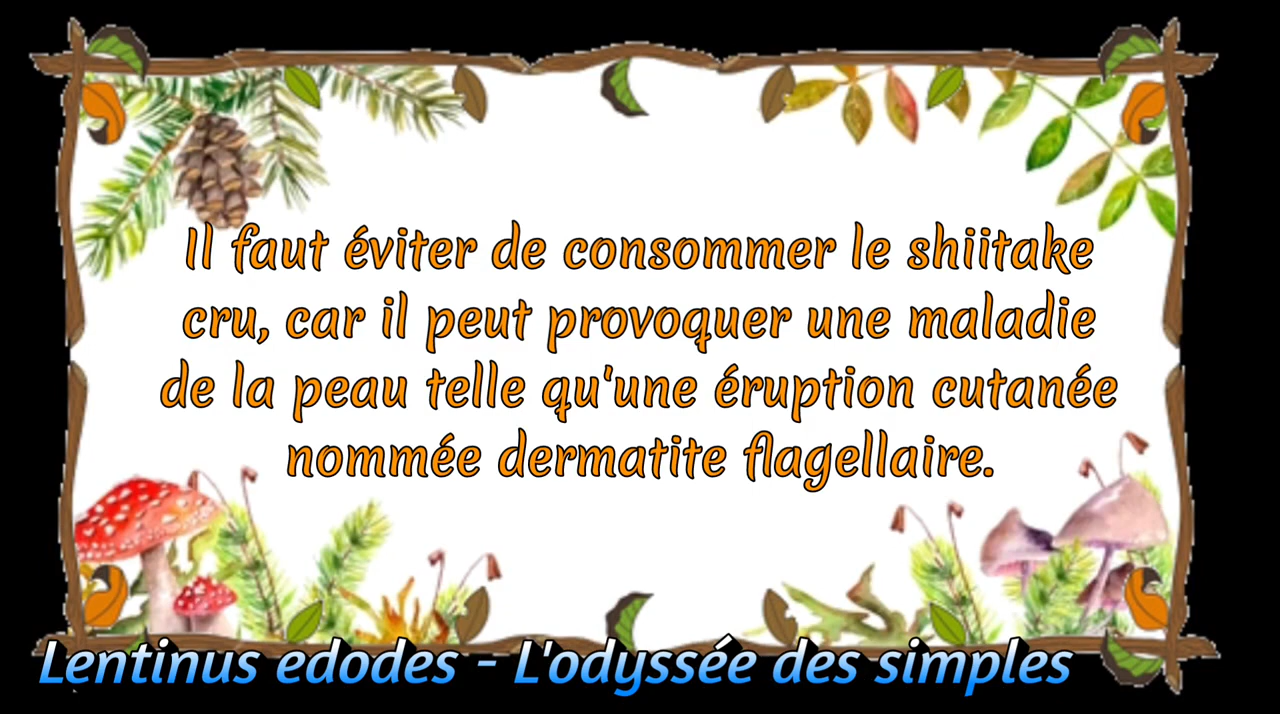 Il faut éviter de consommer le shiitake
cru, car il peut provoquer une maladie
de la peau telle qu'une éruption cutanée
nommée dermatite flagellaire.
Lentinus edodes - L'odyssée des simples